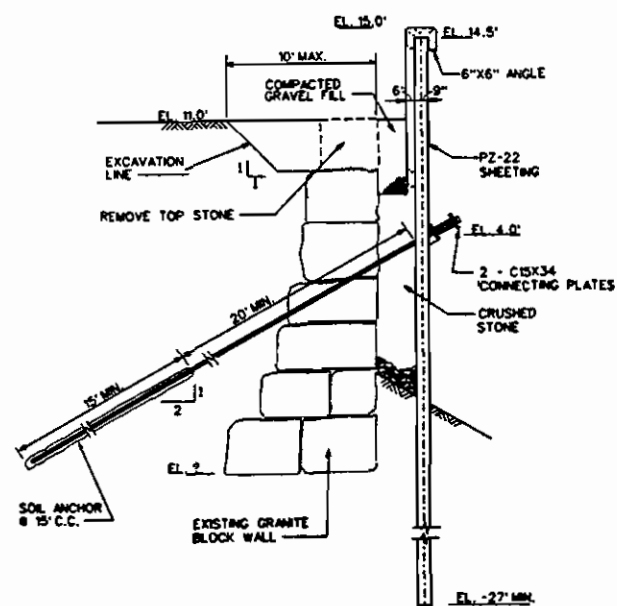 EL. 15.0'
EL. 14.5'
10' MAX.
6"X6" ANGLE
COMPACTED
GRAVEL FILL
6"
9"
EL. 11.0'
EXCAVATION
LINE
1
1
PZ-22
SHEETING
REMOVE TOP STONE
EL. 4.0'
2 - C15X34
CONNECTING PLATES
20' MIN.
CRUSHED
STONE
15' MIN.
1
2
EL. ?
SOIL ANCHOR
@ 15' C.C.
EXISTING GRANITE
BLOCK WALL
EL. -27' MIN.